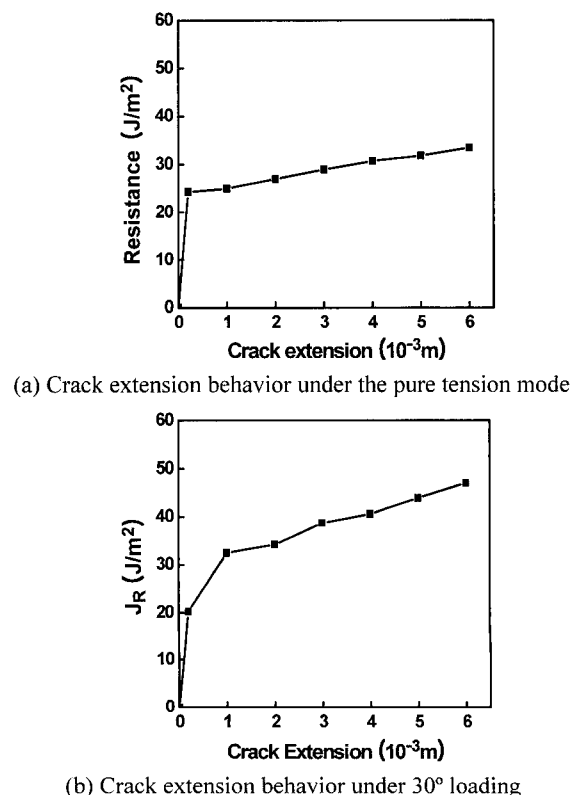 60
50
40
30
20
10
0
Resistance (J/m²)
0 1 2 3 4 5 6
Crack extension (10⁻³m)
(a) Crack extension behavior under the pure tension mode
60
50
40
30
20
10
0
J_R (J/m²)
0 1 2 3 4 5 6
Crack Extension (10⁻³m)
(b) Crack extension behavior under 30º loading